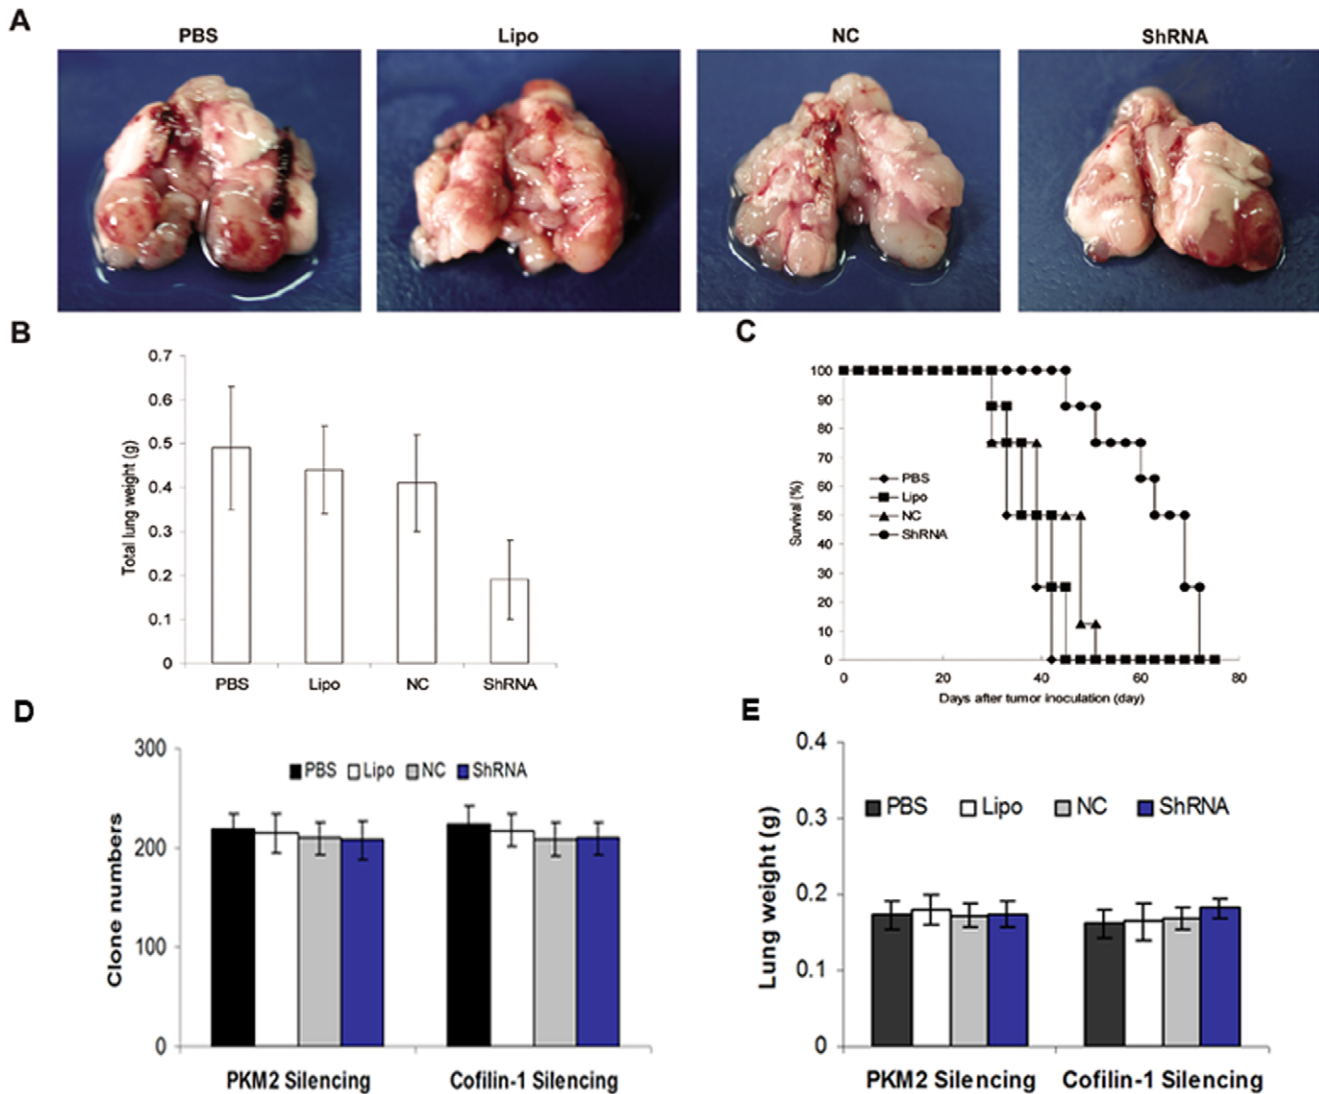 A
PBS
Lipo
NC
ShRNA
B
0.7
0.6
0.5
0.4
0.3
0.2
0.1
0
Total lung weight (g)
PBS
Lipo
NC
ShRNA
C
100
90
80
70
60
50
40
30
20
10
0
Survival (%)
PBS
Lipo
NC
ShRNA
0
20
40
60
80
Days after tumor inoculation (day)
D
300
200
100
0
Clone numbers
PBS
Lipo
NC
ShRNA
PKM2 Silencing
Cofilin-1 Silencing
E
0.4
0.3
0.2
0.1
0
Lung weight (g)
PBS
Lipo
NC
ShRNA
PKM2 Silencing
Cofilin-1 Silencing